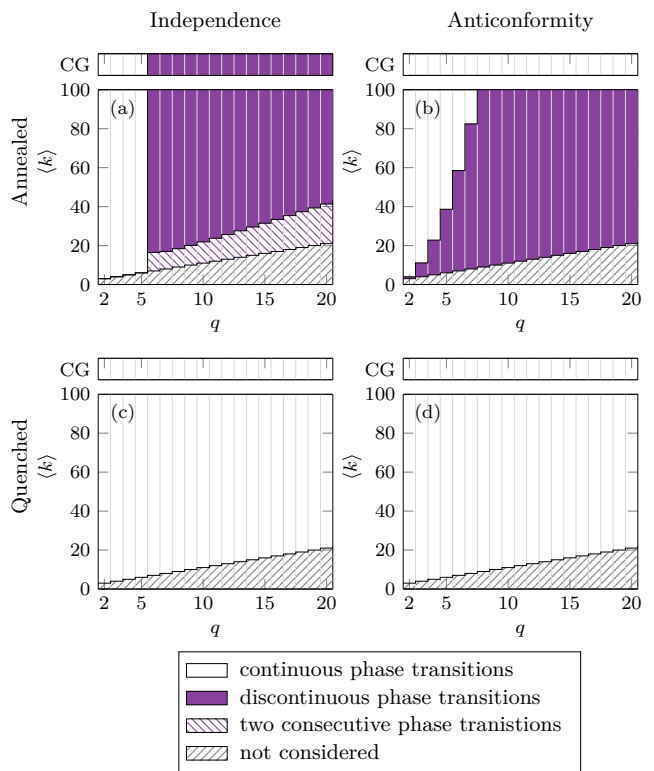 Independence
Anticonformity
Annealed
CG
CG
(a)
(b)
⟨k⟩
100
80
60
40
20
0
2 5 10 15 20
q
⟨k⟩
100
80
60
40
20
0
2 5 10 15 20
q
Quenched
CG
CG
(c)
(d)
⟨k⟩
100
80
60
40
20
0
2 5 10 15 20
q
⟨k⟩
100
80
60
40
20
0
2 5 10 15 20
q
continuous phase transitions
discontinuous phase transitions
two consecutive phase tranistions
not considered